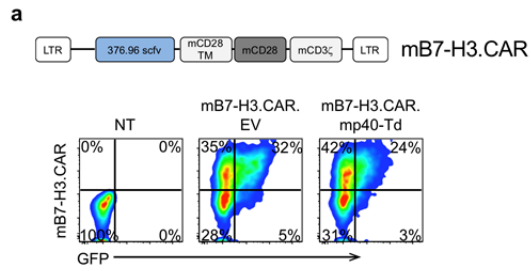 a
LTR 376.96 scfv mCD28 TM mCD28 mCD3ζ LTR mB7-H3.CAR
NT mB7-H3.CAR. EV mB7-H3.CAR. mp40-Td
mB7-H3.CAR
0% 0% 35% 32% 42% 24%
100% 0% 28% 5% 31% 3%
GFP